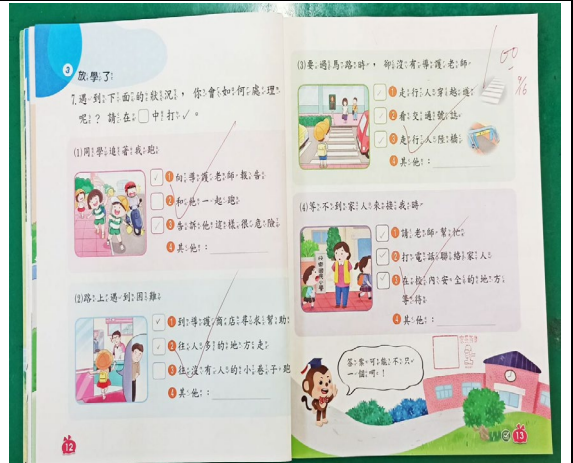 3 放學了
7.遇到下面的狀況，你會如何處理
呢？請在□中打✓。
(1)同學追著我跑
✓ 1 向導護老師報告
2 和他一起跑
✓ 3 告訴他這樣很危險
4 其他：
(2)路上遇到困難
✓ 1 到導護商店尋求幫助
✓ 2 往人多的地方走
3 往沒有人的小巷子跑
4 其他：
12
(3)要過馬路時，卻沒有導護老師
✓ 1 走行人穿越道
✓ 2 看交通號誌
✓ 3 走行人陸橋
4 其他：
(4)等不到家人來接我時
✓ 1 請老師幫忙
✓ 2 打電話聯絡家人
✓ 3 在校內安全的地方
等待
4 其他：
答案可能不只
一個呵！
13